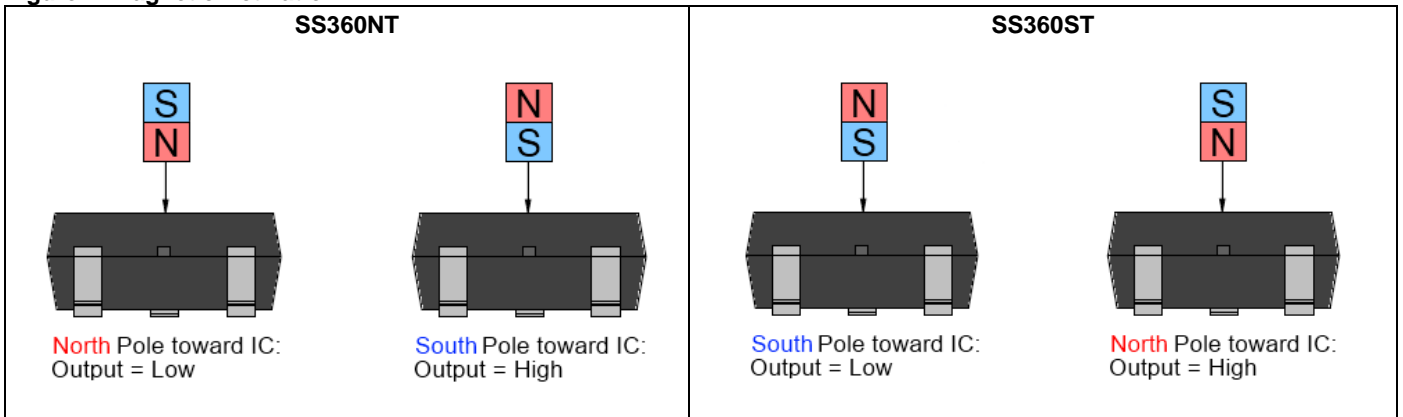 SS360NT
SS360ST
S
N
N
S
N
S
S
N
North Pole toward IC:
Output = Low
South Pole toward IC:
Output = High
South Pole toward IC:
Output = Low
North Pole toward IC:
Output = High